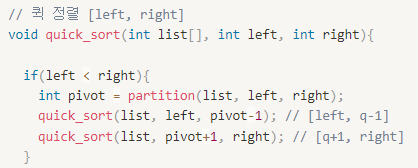 // 퀵 정렬 [left, right]
void quick_sort(int list[], int left, int right){
if(left < right){
int pivot = partition(list, left, right);
quick_sort(list, left, pivot-1); // [left, q-1]
quick_sort(list, pivot+1, right); // [q+1, right]
}